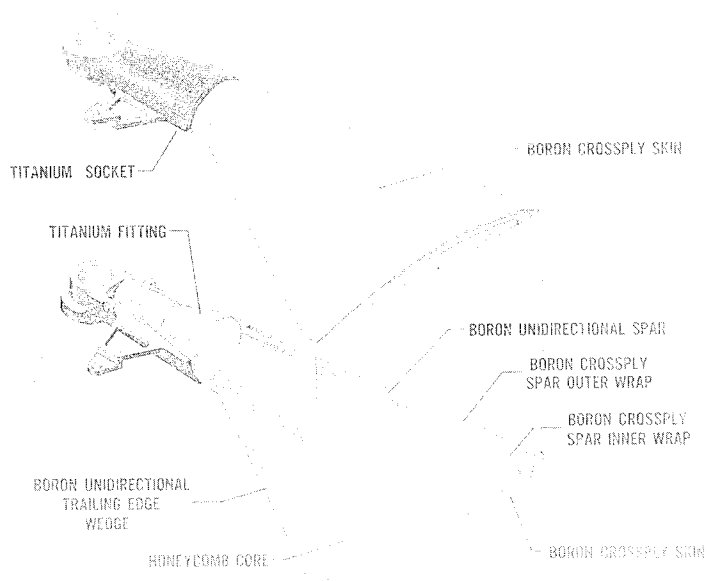 BORON CROSSPLY SKIN
TITANIUM SOCKET
TITANIUM FITTING
BORON UNIDIRECTIONAL SPAR
BORON CROSSPLY
SPAR OUTER WRAP
BORON CROSSPLY
SPAR INNER WRAP
BORON UNIDIRECTIONAL
TRAILING EDGE
WEDGE
HONEYCOMB CORE
BORON CROSSPLY SKIN